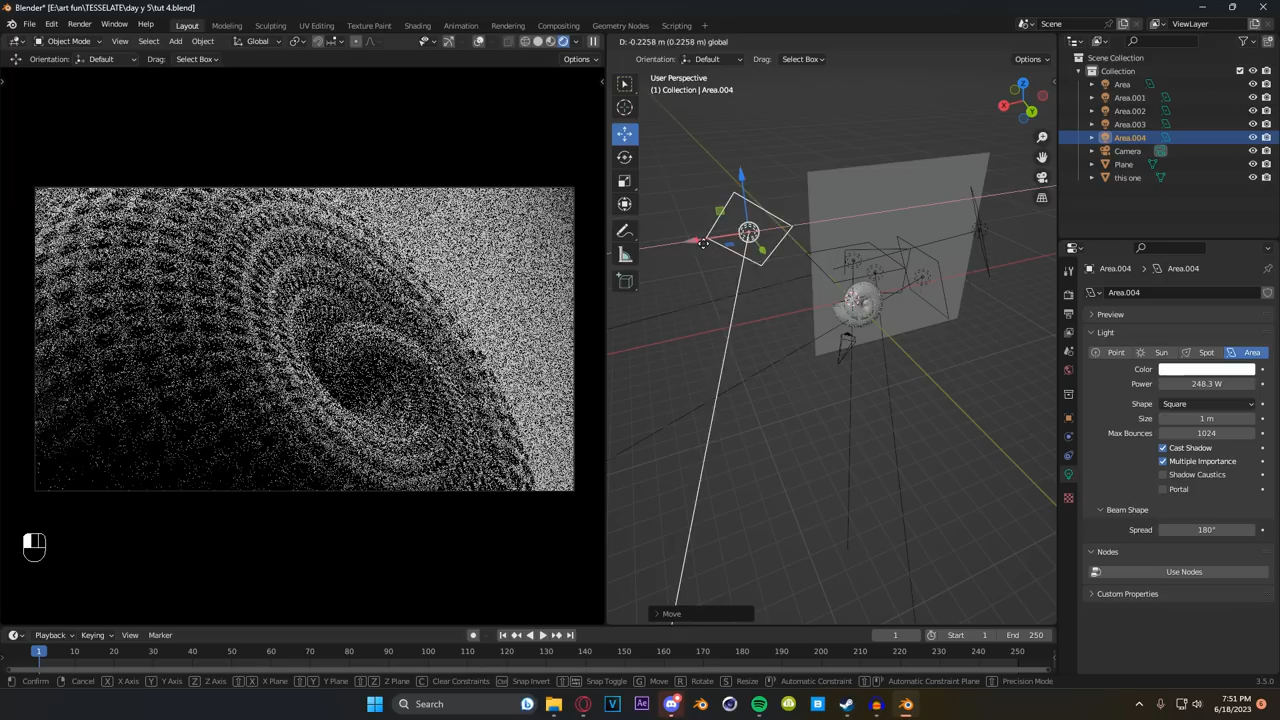 Blender* [E:\art fun\TESSELATE\day y 5\tut 4.blend]
File Edit Render Window Help Layout Modeling Sculpting UV Editing Texture Paint Shading Animation Rendering Compositing Geometry Nodes Scripting + Scene ViewLayer
Object Mode View Select Add Object Global D: -0.2258 m (0.2258 m) global
Orientation: Default Drag: Select Box Options Orientation: Default Drag: Select Box Options
Scene Collection
Collection
Area
Area.001
Area.002
Area.003
Area.004
Camera
Plane
this one
User Perspective
(1) Collection | Area.004
Z
X
Y
Area.004 Area.004
Area.004
Preview
Light
Point Sun Spot Area
Color
Power 248.3 W
Shape Square
Size 1 m
Max Bounces 1024
Cast Shadow
Multiple Importance
Shadow Caustics
Portal
Beam Shape
Spread 180°
Nodes
Use Nodes
Custom Properties
Move
Playback Keying View Marker 1 Start 1 End 250
1 10 20 30 40 50 60 70 80 90 100 110 120 130 140 150 160 170 180 190 200 210 220 230 240 250
Confirm Cancel X X Axis Y Y Axis Z Z Axis X X Plane Y Y Plane Z Z Plane C Clear Constraints Snap Invert Snap Toggle G Move R Rotate S Resize Automatic Constraint Automatic Constraint Plane Precision Mode 3.5.0
Search 7:51 PM
6/18/2023